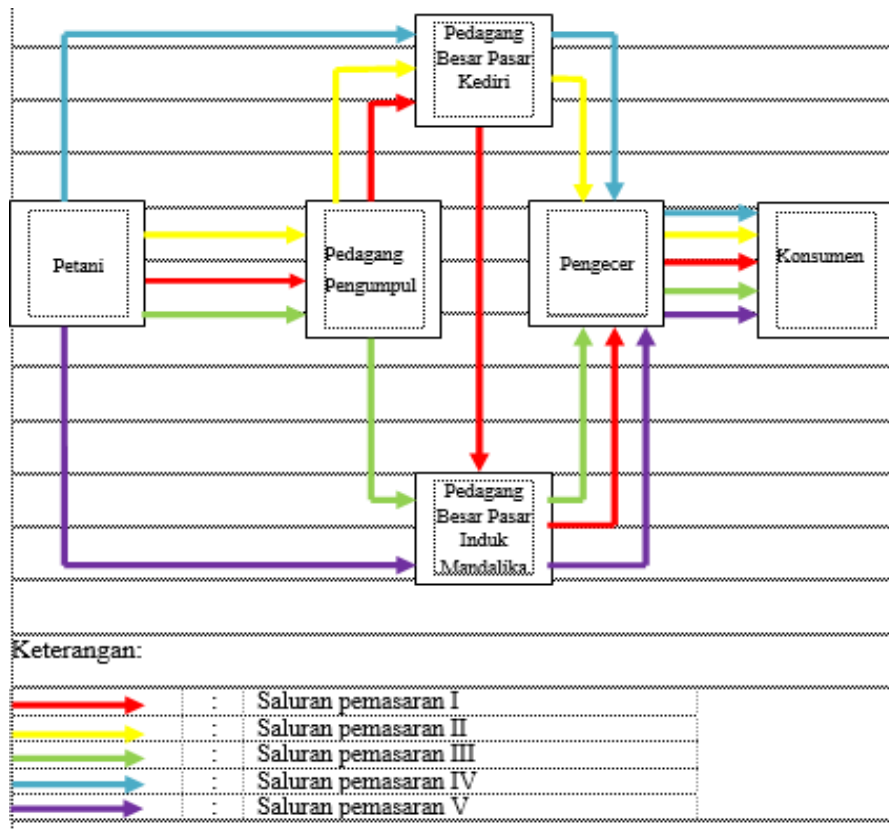 Pedagang
Besar Pasar
Kediri
Petani
Pedagang
Pengumpul
Pengecer
Konsumen
Pedagang
Besar Pasar
Induk
Mandalika
Keterangan:
: Saluran pemasaran I
: Saluran pemasaran II
: Saluran pemasaran III
: Saluran pemasaran IV
: Saluran pemasaran V